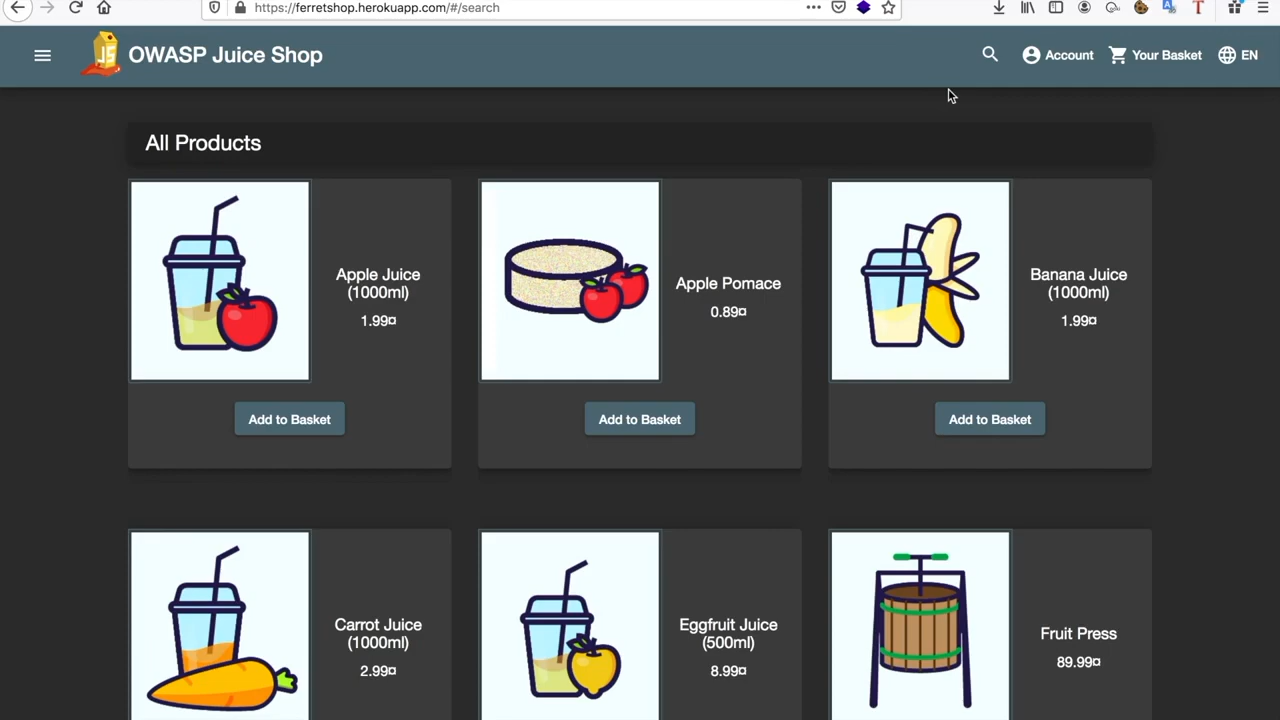 https://ferretshop.herokuapp.com/#/search
JS
OWASP Juice Shop
Account
Your Basket
EN
All Products
Apple Juice
(1000ml)
1.99¤
Add to Basket
Apple Pomace
0.89¤
Add to Basket
Banana Juice
(1000ml)
1.99¤
Add to Basket
Carrot Juice
(1000ml)
2.99¤
Eggfruit Juice
(500ml)
8.99¤
Fruit Press
89.99¤